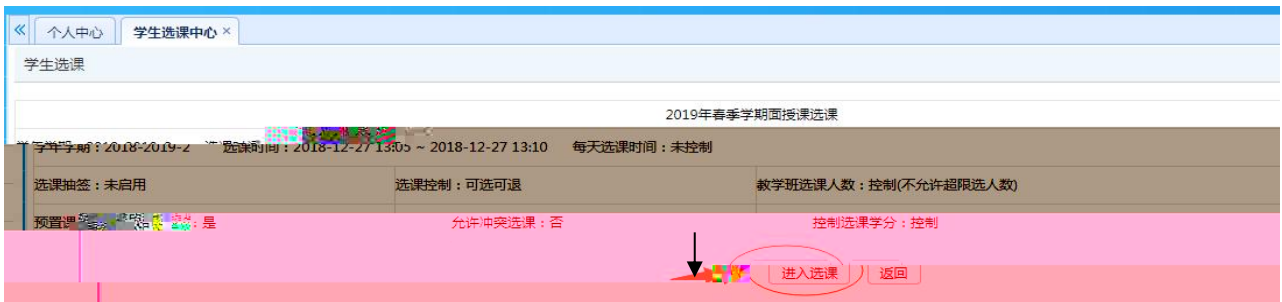 个人中心 学生选课中心 ×
学生选课
2019年春季学期面授课选课
学年学期：2018-2019-2 选课时间：2018-12-27 13:05 ~ 2018-12-27 13:10 每天选课时间：未控制
选课抽签：未启用 选课控制：可选可退 教学班选课人数：控制(不允许超限选人数)
预置课 ：是 允许冲突选课：否 控制选课学分：控制
进入选课 返回